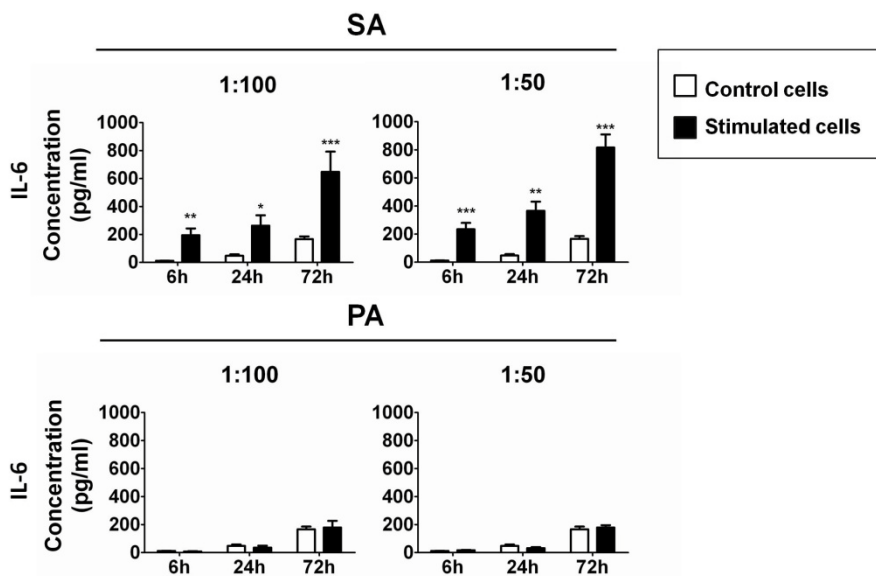 SA
1:100
1:50
Control cells
Stimulated cells
IL-6
Concentration
(pg/ml)
1000
800
600
400
200
0
**
*
***
6h
24h
72h
1000
800
600
400
200
0
***
**
***
6h
24h
72h
PA
1:100
1:50
IL-6
Concentration
(pg/ml)
1000
800
600
400
200
0
6h
24h
72h
1000
800
600
400
200
0
6h
24h
72h